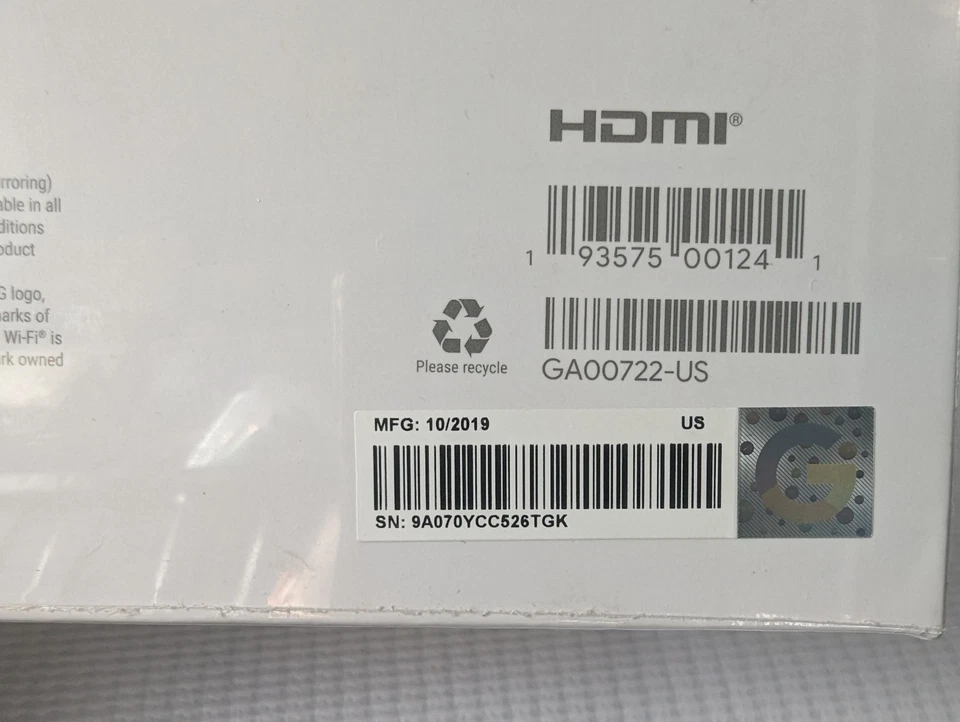 HDMI®
rroring)
able in all
ditions
oduct
1 93575 00124 1
G logo,
arks of
Wi-Fi® is
rk owned
Please recycle
GA00722-US
MFG: 10/2019 US
SN: 9A070YCC526TGK
G